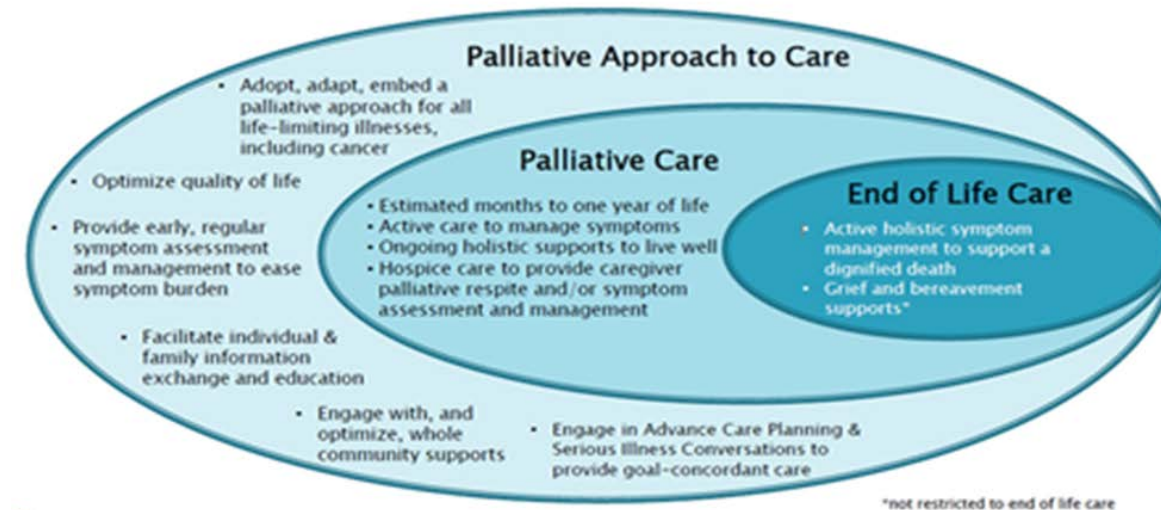 Palliative Approach to Care
• Adopt, adapt, embed a
palliative approach for all
life-limiting illnesses,
including cancer
• Optimize quality of life
• Provide early, regular
symptom assessment
and management to ease
symptom burden
• Facilitate individual &
family information
exchange and education
• Engage with, and
optimize, whole
community supports
• Engage in Advance Care Planning &
Serious Illness Conversations to
provide goal-concordant care
Palliative Care
• Estimated months to one year of life
• Active care to manage symptoms
• Ongoing holistic supports to live well
• Hospice care to provide caregiver
palliative respite and/or symptom
assessment and management
End of Life Care
• Active holistic symptom
management to support a
dignified death
• Grief and bereavement
supports*
*not restricted to end of life care